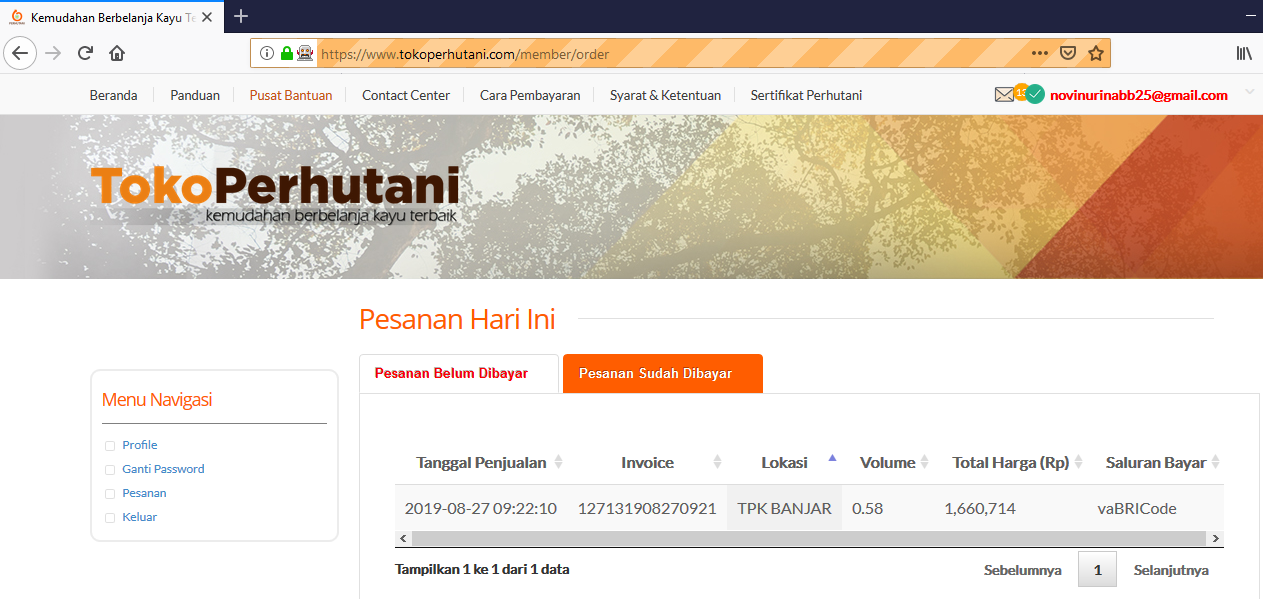 Kemudahan Berbelanja Kayu Te
https://www.tokoperhutani.com/member/order
Beranda Panduan Pusat Bantuan Contact Center Cara Pembayaran Syarat & Ketentuan Sertifikat Perhutani novinurinabb25@gmail.com
TokoPerhutani
kemudahan berbelanja kayu terbaik
Pesanan Hari Ini
Pesanan Belum Dibayar Pesanan Sudah Dibayar
Menu Navigasi
Profile
Ganti Password
Pesanan
Keluar
Tanggal Penjualan Invoice Lokasi Volume Total Harga (Rp) Saluran Bayar
2019-08-27 09:22:10 127131908270921 TPK BANJAR 0.58 1,660,714 vaBRICode
Tampilkan 1 ke 1 dari 1 data
Sebelumnya 1 Selanjutnya